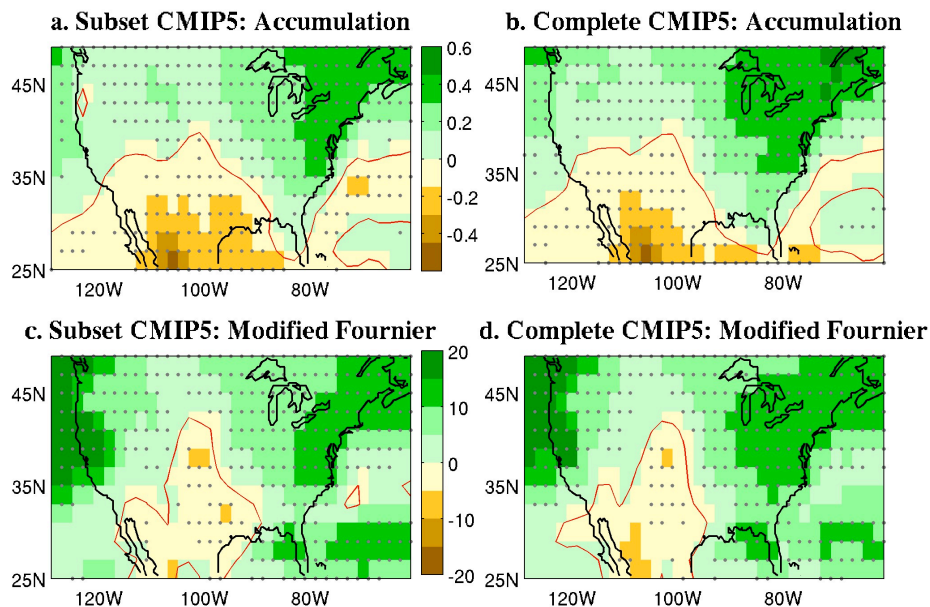 a. Subset CMIP5: Accumulation
b. Complete CMIP5: Accumulation
45N
35N
25N
120W
100W
80W
0.6
0.4
0.2
0
-0.2
-0.4
45N
35N
25N
120W
100W
80W
c. Subset CMIP5: Modified Fournier
d. Complete CMIP5: Modified Fournier
45N
35N
25N
120W
100W
80W
20
10
0
-10
-20
45N
35N
25N
120W
100W
80W